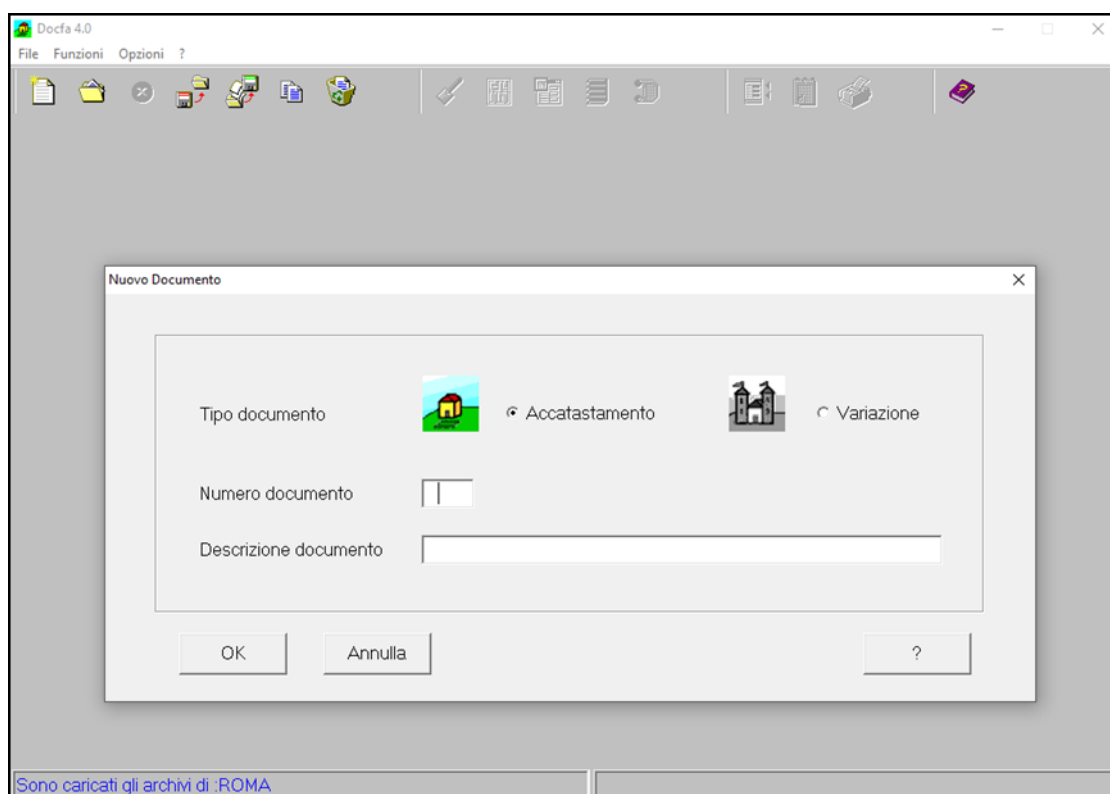 Docfa 4.0
File Funzioni Opzioni ?
Nuovo Documento
Tipo documento Accatastamento Variazione
Numero documento
Descrizione documento
OK Annulla ?
Sono caricati gli archivi di :ROMA